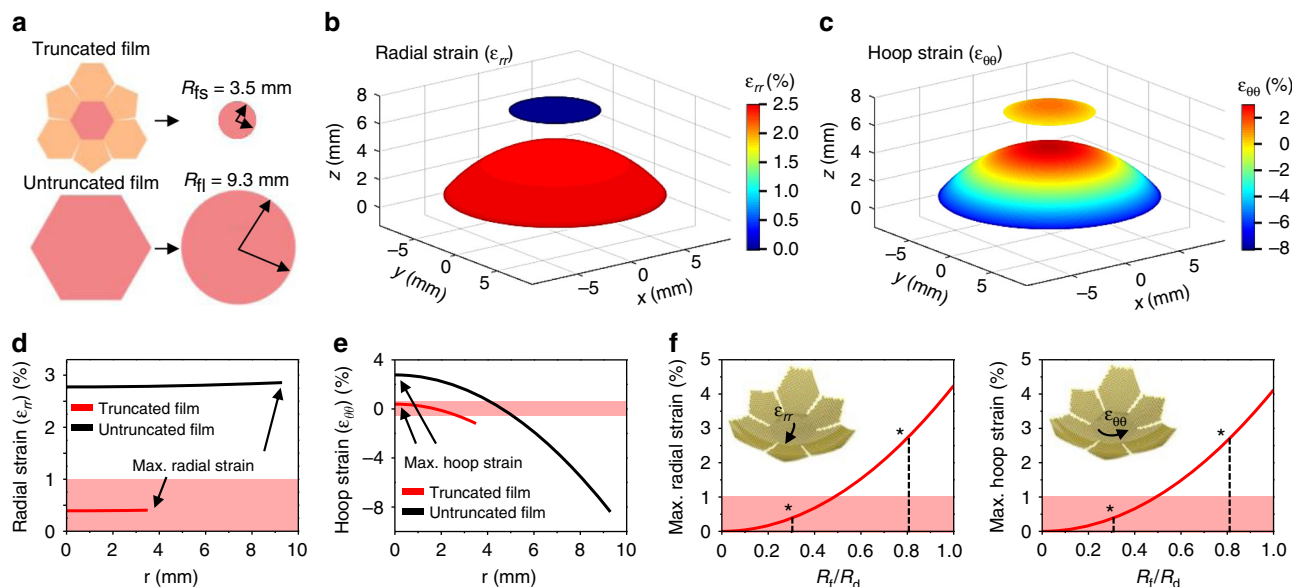 a
Truncated film
R_fs = 3.5 mm
Untruncated film
R_fl = 9.3 mm
b
Radial strain (ε_rr)
ε_rr (%)
8
6
4
2
0
z (mm)
−5
0
5
y (mm)
−5
0
5
x (mm)
2.5
2.0
1.5
1.0
0.5
0.0
c
Hoop strain (ε_θθ)
ε_θθ (%)
8
6
4
2
0
z (mm)
−5
0
5
y (mm)
−5
0
5
x (mm)
2
0
−2
−4
−6
−8
d
Radial strain (ε_rr) (%)
3
2
1
0
Truncated film
Untruncated film
Max. radial strain
0 2 4 6 8 10
r (mm)
e
Hoop strain (ε_θθ) (%)
4
0
−4
−8
Max. hoop strain
Truncated film
Untruncated film
0 2 4 6 8 10
r (mm)
f
Max. radial strain (%)
5
4
3
2
1
0
ε_rr
*
*
0 0.2 0.4 0.6 0.8 1.0
R_f/R_d
Max. hoop strain (%)
5
4
3
2
1
0
ε_θθ
*
*
0 0.2 0.4 0.6 0.8 1.0
R_f/R_d